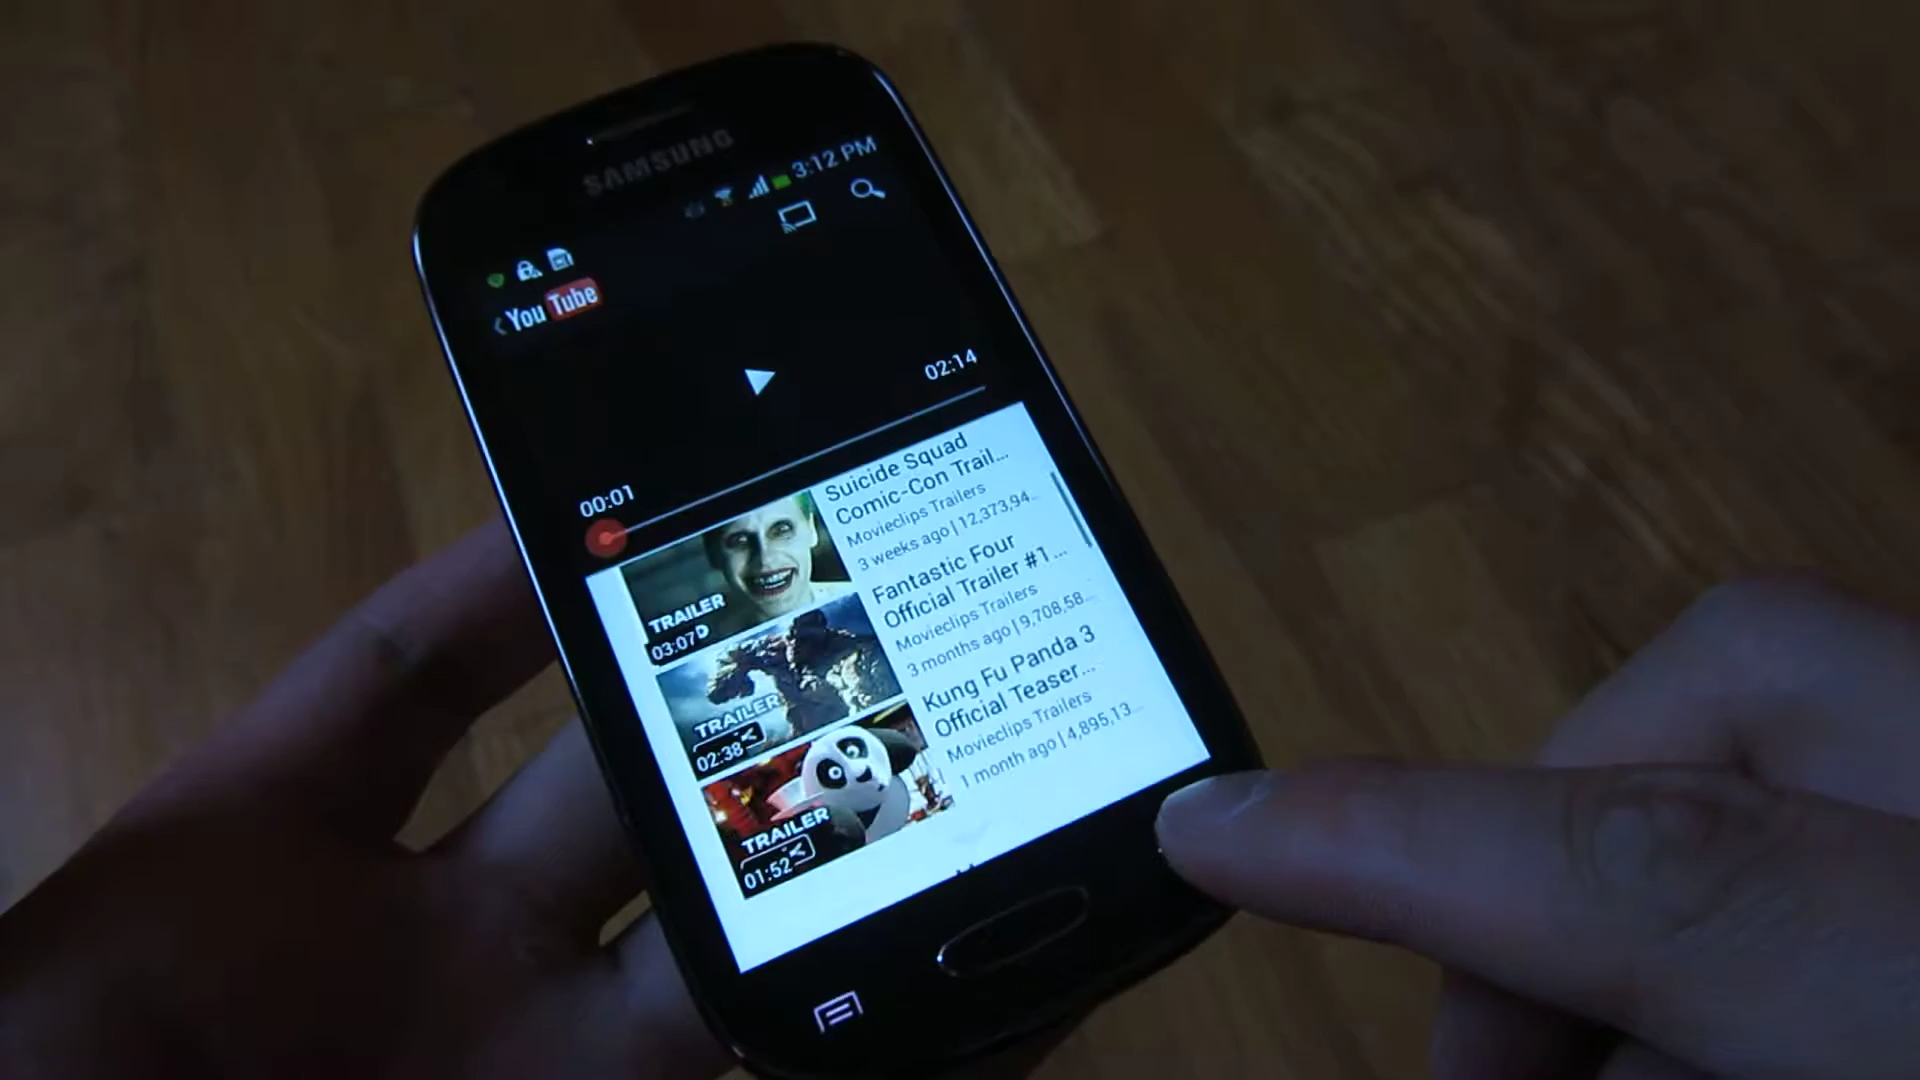 SAMSUNG
3:12 PM
You Tube
02:14
00:01
Suicide Squad
Comic-Con Trail...
Movieclips Trailers
3 weeks ago | 12,373,94...
TRAILER
03:07
Fantastic Four
Official Trailer #1...
Movieclips Trailers
3 months ago | 9,708,58...
TRAILER
02:38
Kung Fu Panda 3
Official Teaser...
Movieclips Trailers
1 month ago | 4,895,13...
TRAILER
01:52